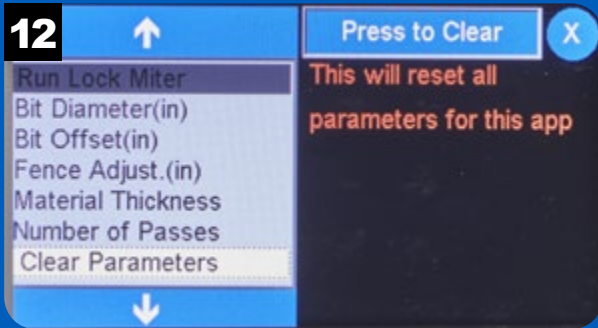 12
Run Lock Miter
Bit Diameter(in)
Bit Offset(in)
Fence Adjust.(in)
Material Thickness
Number of Passes
Clear Parameters
Press to Clear
X
This will reset all
parameters for this app